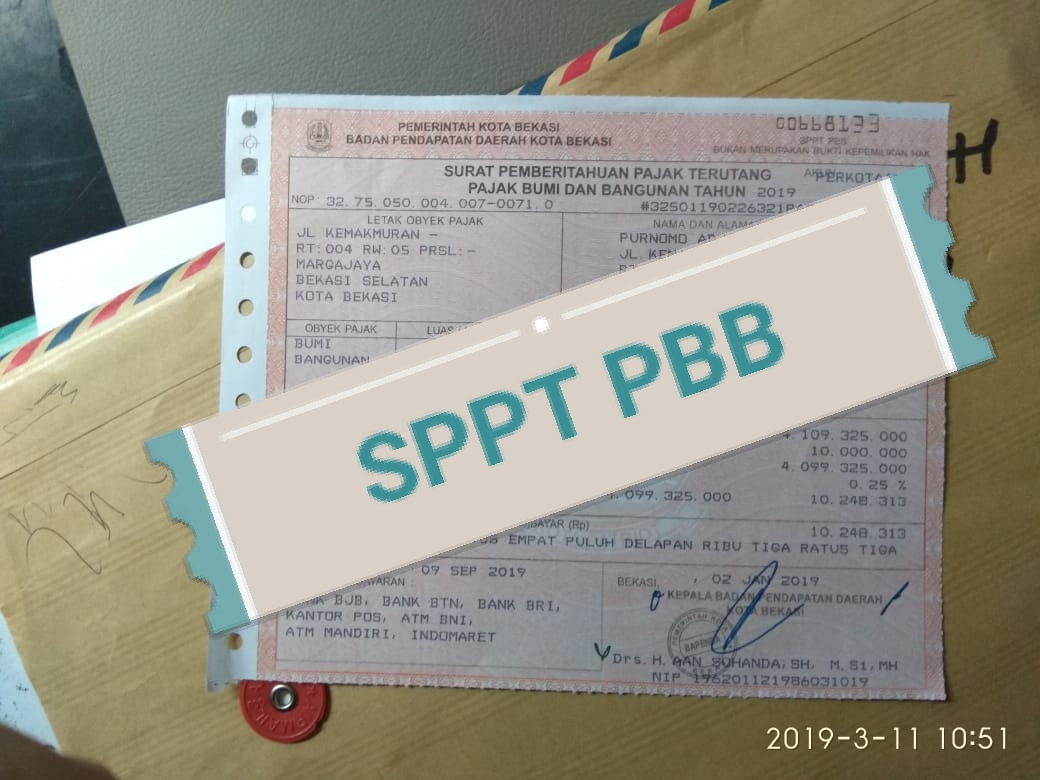 PEMERINTAH KOTA BEKASI
BADAN PENDAPATAN DAERAH KOTA BEKASI
00668133
SPPT PBB
BUKAN MERUPAKAN BUKTI KEPEMILIKAN HAK
H
SURAT PEMBERITAHUAN PAJAK TERUTANG
PAJAK BUMI DAN BANGUNAN TAHUN 2019
NOP : 32.75.050.004.007-0071.0
LETAK OBYEK PAJAK
JL KEMAKMURAN -
RT:004 RW:05 PRSL:-
MARGAJAYA
BEKASI SELATAN
KOTA BEKASI
NAMA DAN
PURNOMO
JL.
OBYEK PAJAK
BUMI
BANGUNAN
SPPT PBB
4.109.325.000
10.000.000
4.099.325.000
0.25 %
4.099.325.000 10.248.313
(Rp) 10.248.313
EMPAT PULUH DELAPAN RIBU TIGA RATUS TIGA
09 SEP 2019
BJB, BANK BTN, BANK BRI,
KANTOR POS, ATM BNI,
ATM MANDIRI, INDOMARET
BEKASI, , 02 JAN 2019
KEPALA BADAN PENDAPATAN DAERAH
KOTA BEKASI
BAPENDA
Drs. H. AAN SUHANDA, SH, M.Si, MH
NIP 196201121986031019
2019-3-11 10:51